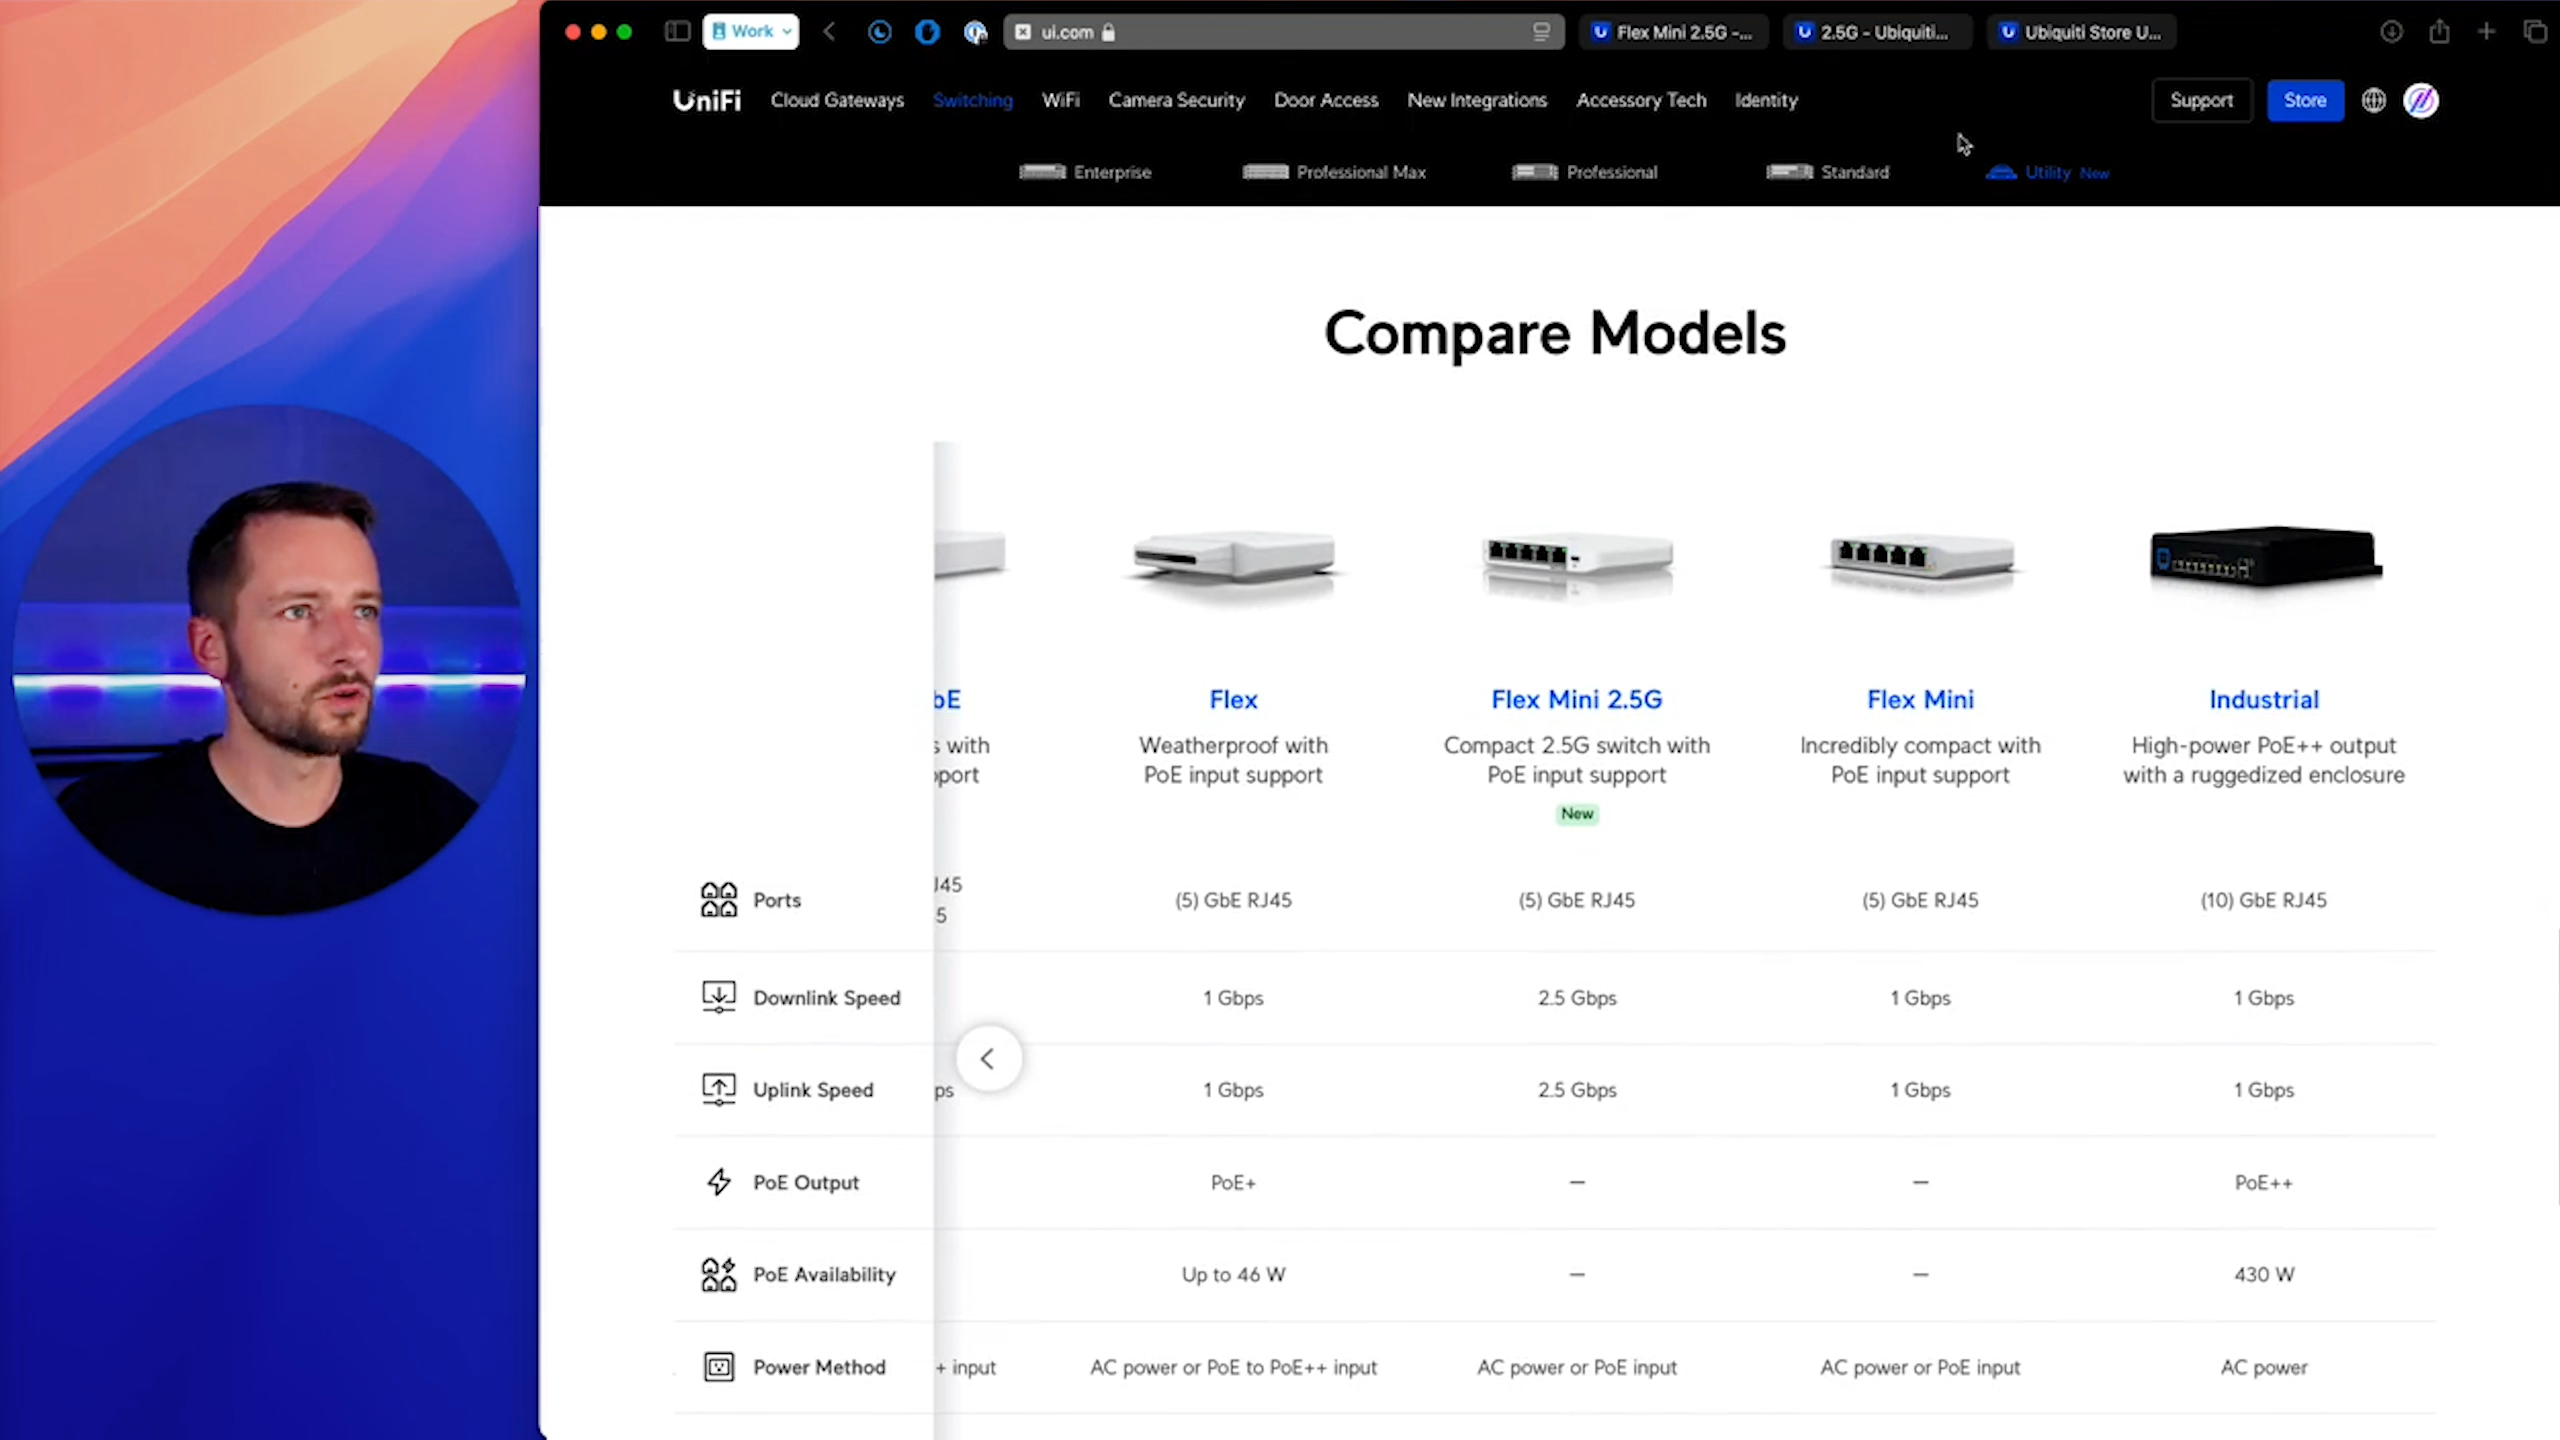 Work
ui.com
Flex Mini 2.5G -...
2.5G - Ubiquiti...
Ubiquiti Store U...
UniFi
Cloud Gateways
Switching
WiFi
Camera Security
Door Access
New Integrations
Accessory Tech
Identity
Support
Store
Enterprise
Professional Max
Professional
Standard
Utility New
Compare Models
bE
s with
port
Flex
Weatherproof with
PoE input support
Flex Mini 2.5G
Compact 2.5G switch with
PoE input support
New
Flex Mini
Incredibly compact with
PoE input support
Industrial
High-power PoE++ output
with a ruggedized enclosure
Ports
J45
5
(5) GbE RJ45
(5) GbE RJ45
(5) GbE RJ45
(10) GbE RJ45
Downlink Speed
1 Gbps
2.5 Gbps
1 Gbps
1 Gbps
Uplink Speed
ps
1 Gbps
2.5 Gbps
1 Gbps
1 Gbps
PoE Output
PoE+
—
—
PoE++
PoE Availability
Up to 46 W
—
—
430 W
Power Method
+ input
AC power or PoE to PoE++ input
AC power or PoE input
AC power or PoE input
AC power